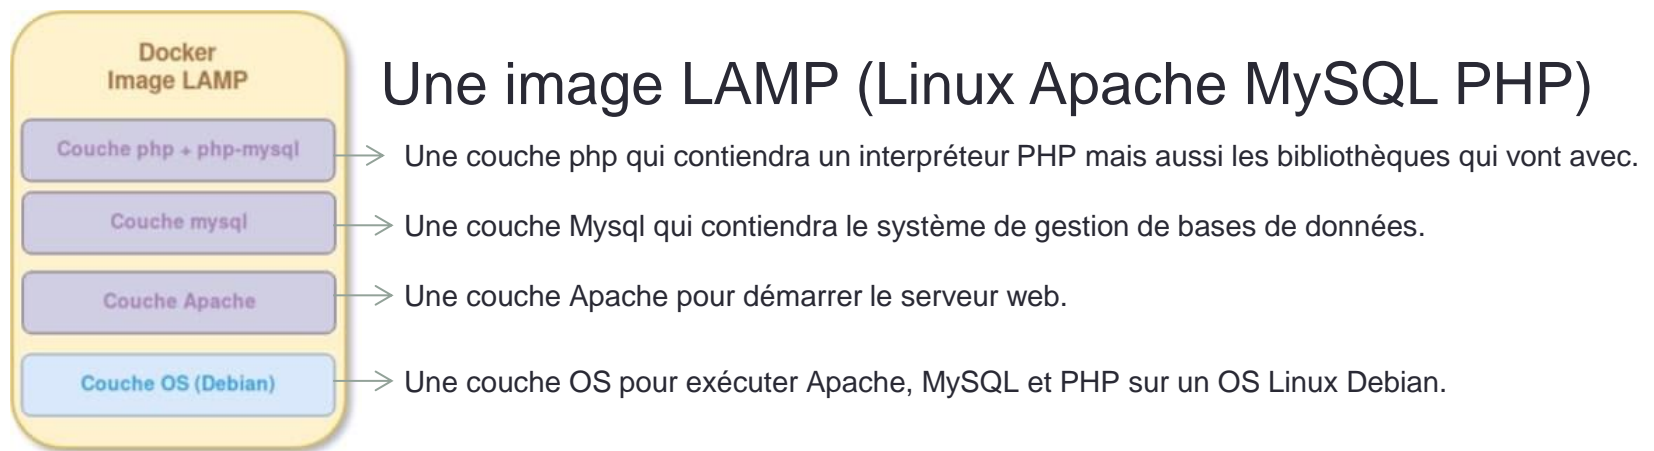 Docker
Image LAMP
Une image LAMP (Linux Apache MySQL PHP)
Couche php + php-mysql
Une couche php qui contiendra un interpréteur PHP mais aussi les bibliothèques qui vont avec.
Couche mysql
Une couche Mysql qui contiendra le système de gestion de bases de données.
Couche Apache
Une couche Apache pour démarrer le serveur web.
Couche OS (Debian)
Une couche OS pour exécuter Apache, MySQL et PHP sur un OS Linux Debian.